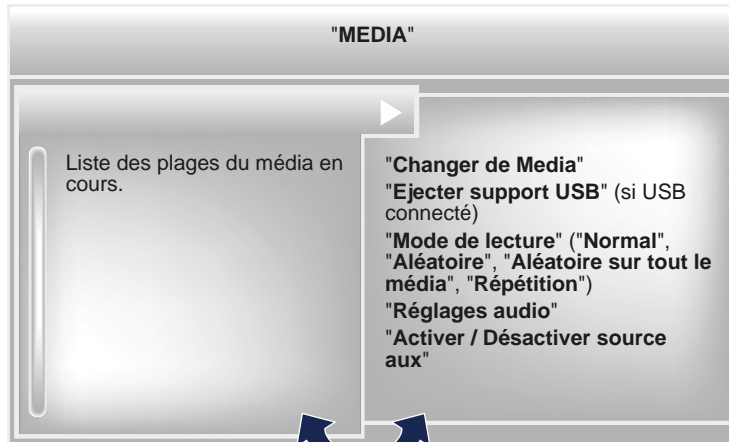 "MEDIA"
Liste des plages du média en
cours.
"Changer de Media"
"Ejecter support USB" (si USB
connecté)
"Mode de lecture" ("Normal",
"Aléatoire", "Aléatoire sur tout le
média", "Répétition")
"Réglages audio"
"Activer / Désactiver source
aux"